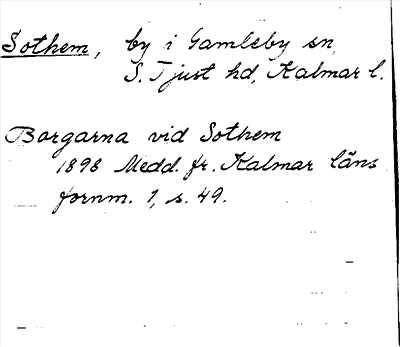 Sothem, by i Gamleby sn,
S. Tjust hd, Kalmar l.
Borgarna vid Sothem
1898 Medd. fr. Kalmar läns
fornm. 1, s. 49.